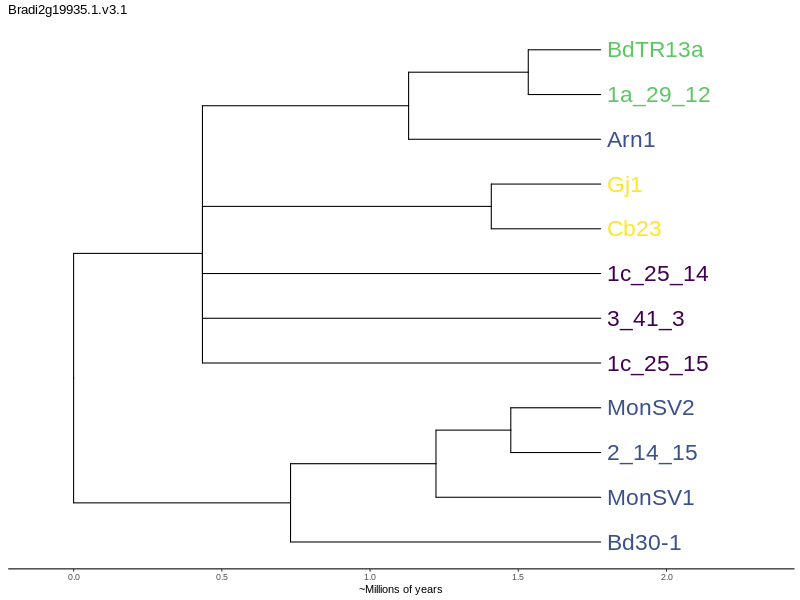 Bradi2g19935.1.v3.1
BdTR13a
1a_29_12
Arn1
Gj1
Cb23
1c_25_14
3_41_3
1c_25_15
MonSV2
2_14_15
MonSV1
Bd30-1
0.0 0.5 1.0 1.5 2.0
~Millions of years